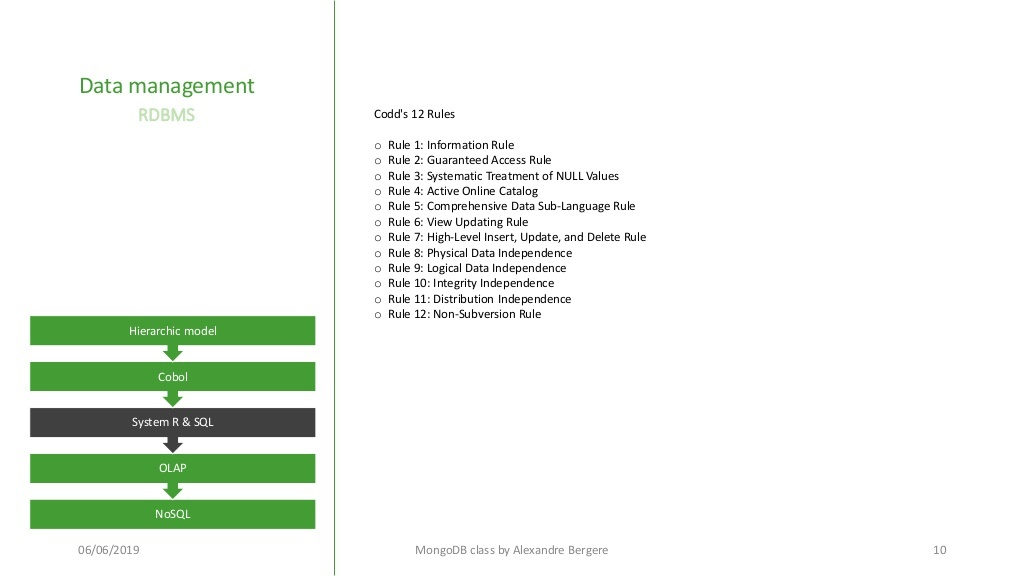 Data management
RDBMS
Codd's 12 Rules
o Rule 1: Information Rule
o Rule 2: Guaranteed Access Rule
o Rule 3: Systematic Treatment of NULL Values
o Rule 4: Active Online Catalog
o Rule 5: Comprehensive Data Sub-Language Rule
o Rule 6: View Updating Rule
o Rule 7: High-Level Insert, Update, and Delete Rule
o Rule 8: Physical Data Independence
o Rule 9: Logical Data Independence
o Rule 10: Integrity Independence
o Rule 11: Distribution Independence
o Rule 12: Non-Subversion Rule
Hierarchic model
Cobol
System R & SQL
OLAP
NoSQL
06/06/2019
MongoDB class by Alexandre Bergere
10